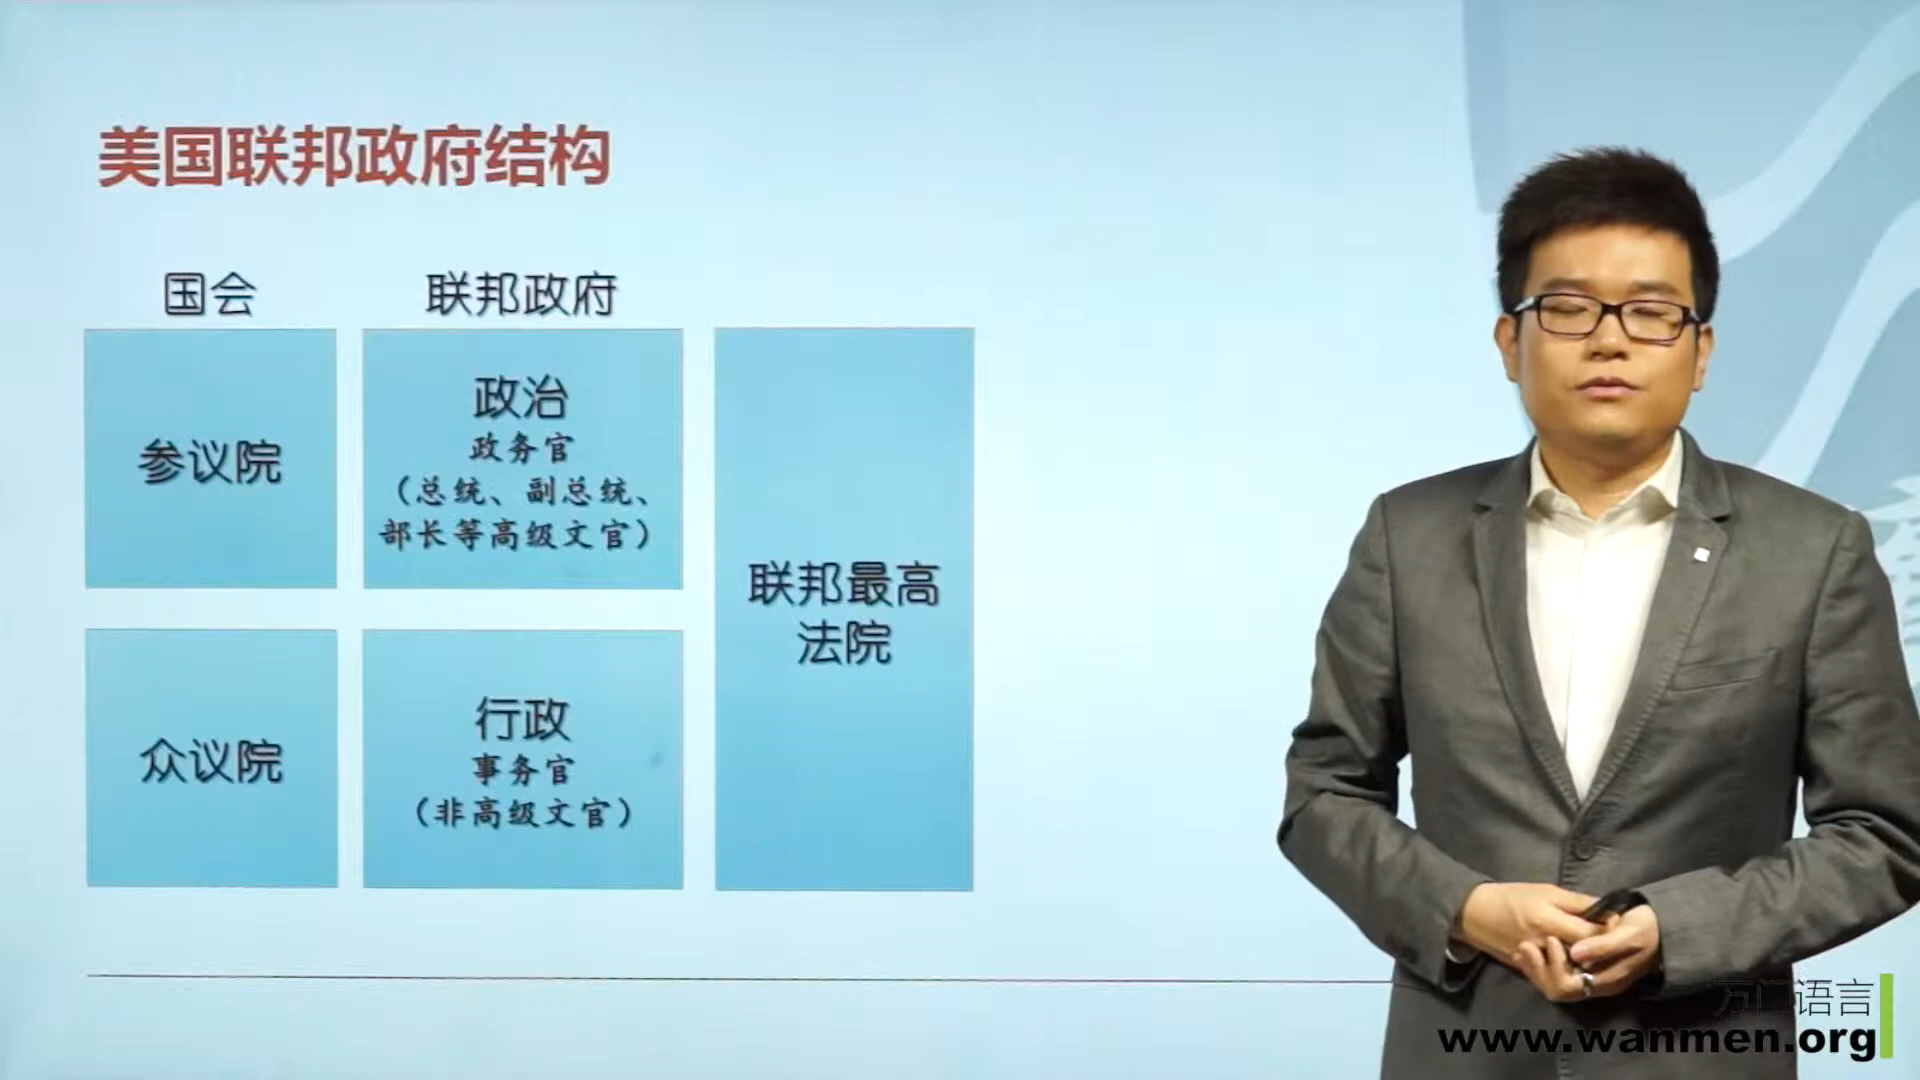 美国联邦政府结构
国会
联邦政府
参议院
政治
政务官
（总统、副总统、
部长等高级文官）
众议院
行政
事务官
（非高级文官）
联邦最高
法院
万门语言
www.wanmen.org